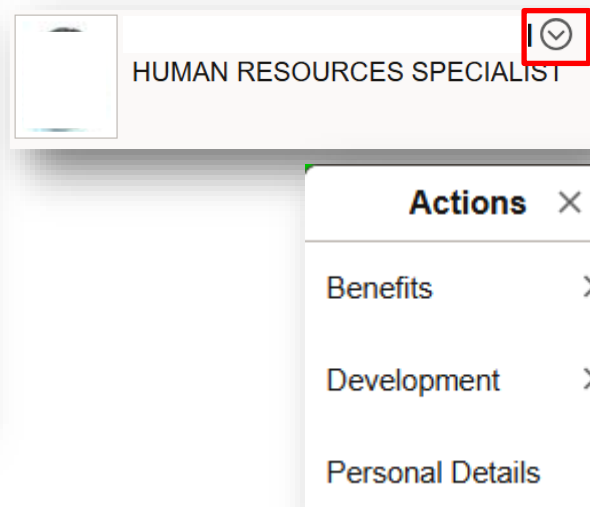 HUMAN RESOURCES SPECIALIST
Actions
Benefits
Development
Personal Details